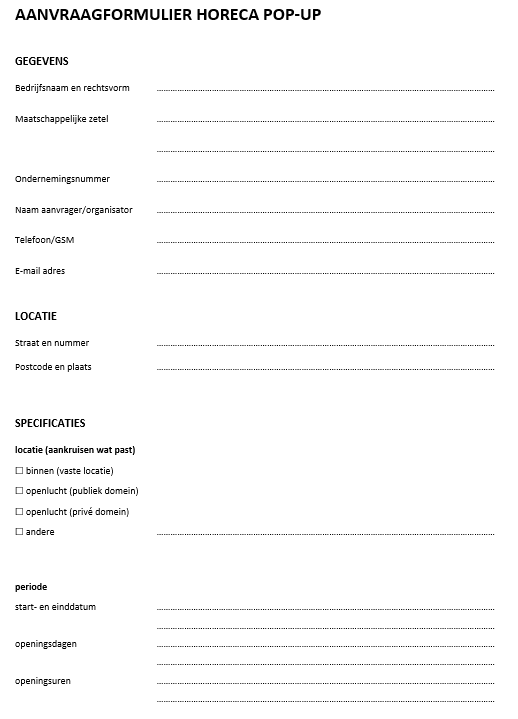 AANVRAAGFORMULIER HORECA POP-UP
GEGEVENS
Bedrijfsnaam en rechtsvorm
Maatschappelijke zetel
Ondernemingsnummer
Naam aanvrager/organisator
Telefoon/GSM
E-mail adres
LOCATIE
Straat en nummer
Postcode en plaats
SPECIFICATIES
locatie (aankruisen wat past)
☐ binnen (vaste locatie)
☐ openlucht (publiek domein)
☐ openlucht (privé domein)
☐ andere
periode
start- en einddatum
openingsdagen
openingsuren